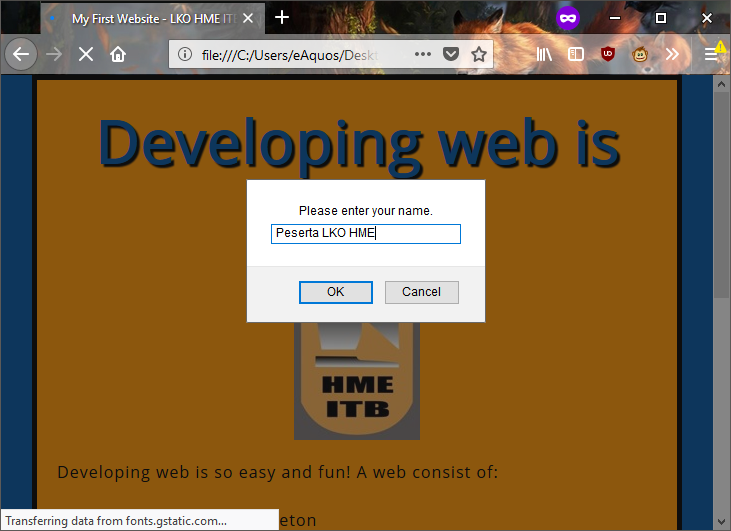 My First Website - LKO HME ITB
file:///C:/Users/eAquos/Deskt
Developing web is
Please enter your name.
Peserta LKO HME
OK
Cancel
HME
ITB
Developing web is so easy and fun! A web consist of:
eton
Transferring data from fonts.gstatic.com...